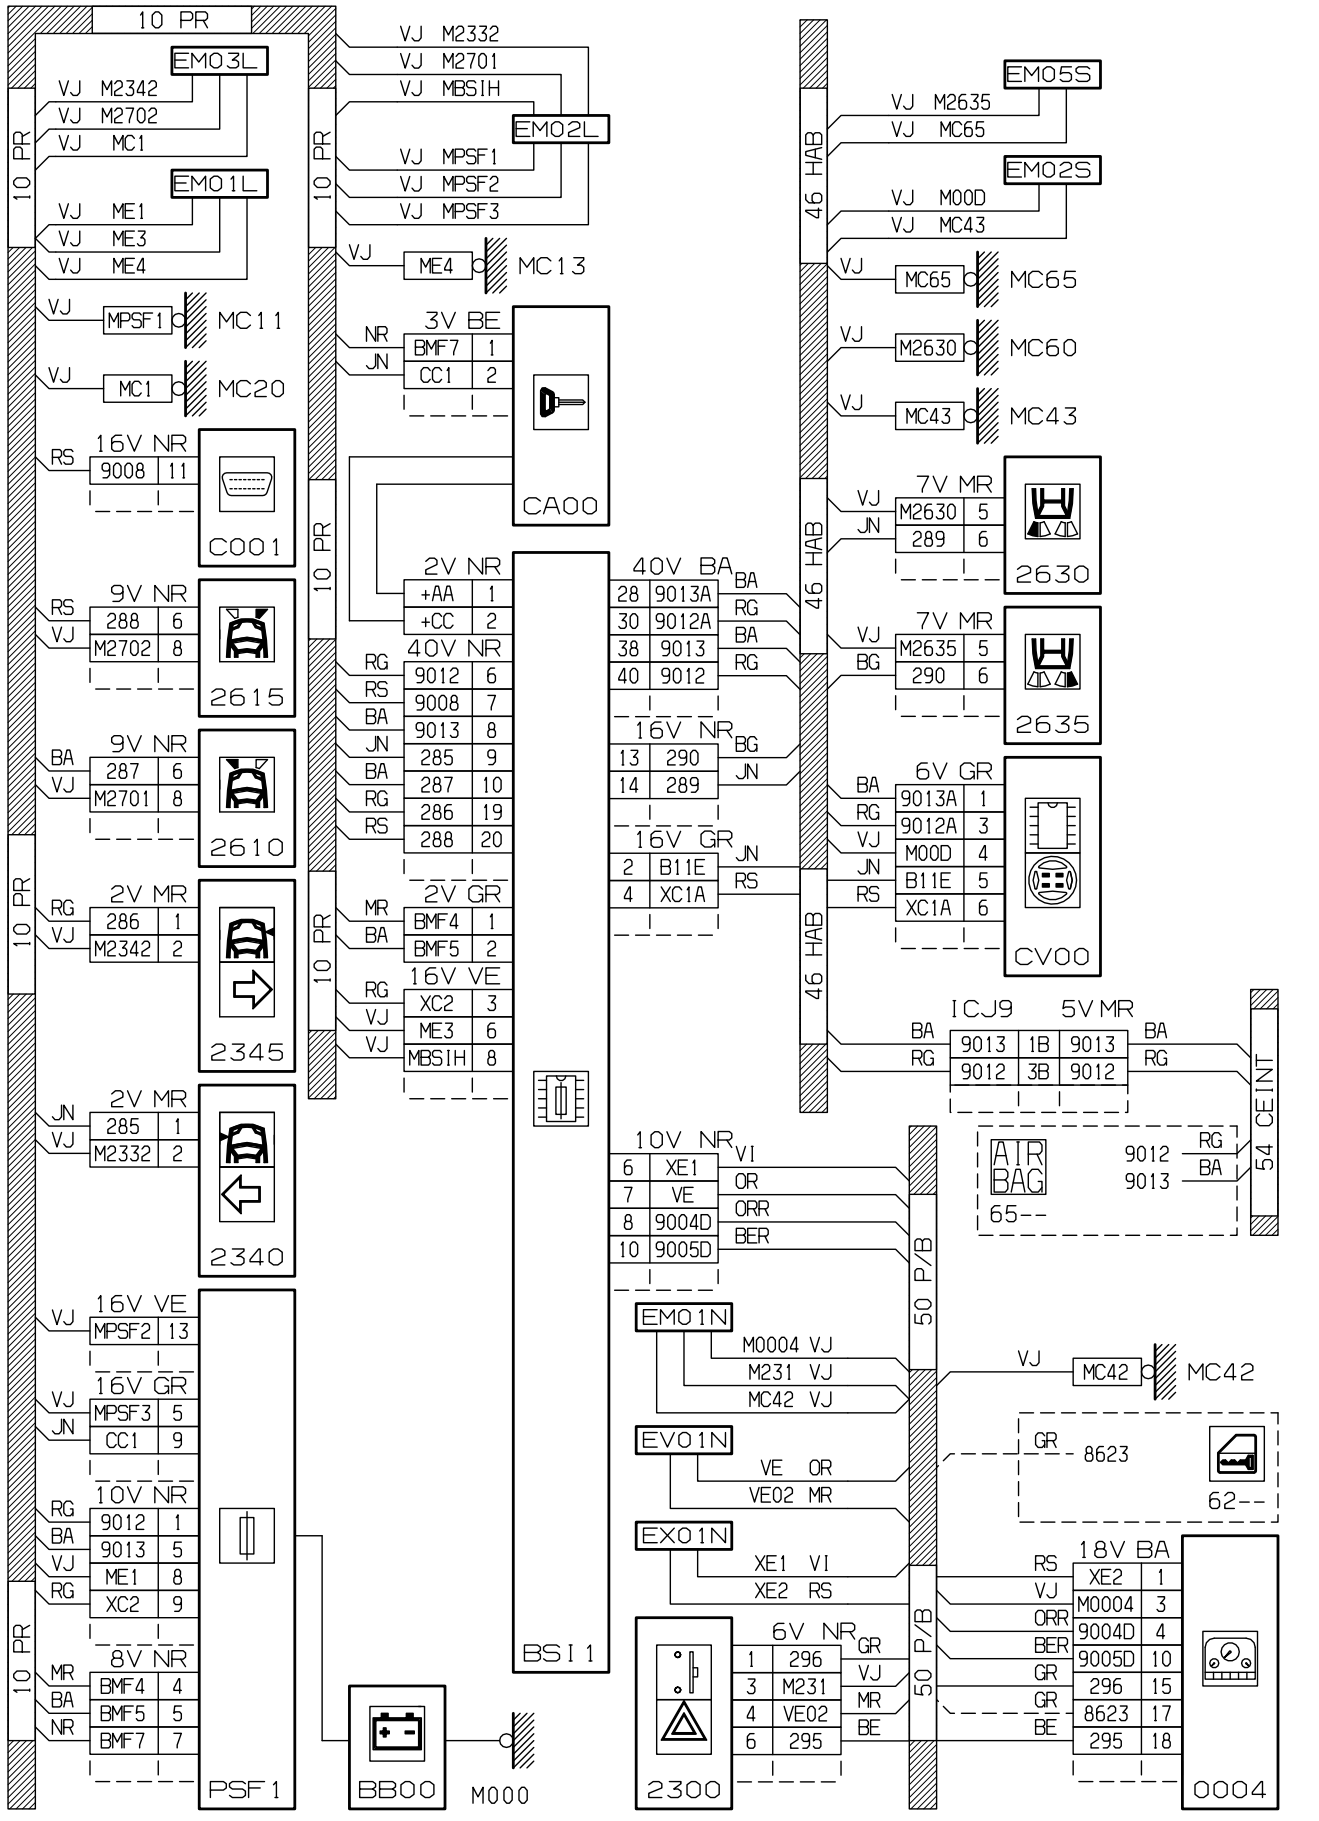 10 PR
EM03L
VJ M2342
VJ M2702
VJ MC1
10 PR
EM01L
VJ ME1
VJ ME3
VJ ME4
VJ MPSF1 MC11
VJ MC1 MC20
16V NR
RS 9008 11
C001
9V NR
RS 288 6
VJ M2702 8
2615
9V NR
BA 287 6
VJ M2701 8
2610
10 PR
2V MR
RG 286 1
VJ M2342 2
2345
2V MR
JN 285 1
VJ M2332 2
2340
16V VE
VJ MPSF2 13
16V GR
VJ MPSF3 5
JN CC1 9
10V NR
RG 9012 1
BA 9013 5
VJ ME1 8
RG XC2 9
10 PR
8V NR
MR BMF4 4
BA BMF5 5
NR BMF7 7
PSF1
VJ M2332
VJ M2701
VJ MBSIH
EM02L
10 PR
VJ MPSF1
VJ MPSF2
VJ MPSF3
VJ ME4 MC13
3V BE
NR BMF7 1
JN CC1 2
CA00
10 PR
2V NR
+AA 1
+CC 2
40V NR
RG 9012 6
RS 9008 7
BA 9013 8
JN 285 9
BA 287 10
RG 286 19
RS 288 20
2V GR
MR BMF4 1
BA BMF5 2
10 PR
16V VE
RG XC2 3
VJ ME3 6
VJ MBSIH 8
BSI1
BB00
M000
40V BA
28 9013A BA
30 9012A RG
38 9013 BA
40 9012 RG
16V NR
13 290 BG
14 289 JN
16V GR
2 B11E JN
4 XC1A RS
10V NR
6 XE1 VI
7 VE OR
8 9004D ORR
10 9005D BER
EM01N
M0004 VJ
M231 VJ
MC42 VJ
EV01N
VE OR
VE02 MR
EX01N
XE1 VI
XE2 RS
6V NR
1 296 GR
3 M231 VJ
4 VE02 MR
6 295 BE
2300
46 HAB
EM05S
VJ M2635
VJ MC65
EM02S
VJ M00D
VJ MC43
VJ MC65 MC65
VJ M2630 MC60
VJ MC43 MC43
46 HAB
7V MR
VJ M2630 5
JN 289 6
2630
7V MR
VJ M2635 5
BG 290 6
2635
6V GR
BA 9013A 1
RG 9012A 3
VJ M00D 4
JN B11E 5
RS XC1A 6
CV00
46 HAB
ICJ9 5V MR
BA 9013 1B 9013 BA
RG 9012 3B 9012 RG
54 CEINT
AIR
BAG
65--
9012 RG
9013 BA
50 P/B
VJ MC42 MC42
GR 8623
62--
50 P/B
18V BA
RS XE2 1
VJ M0004 3
ORR 9004D 4
BER 9005D 10
GR 296 15
GR 8623 17
BE 295 18
0004